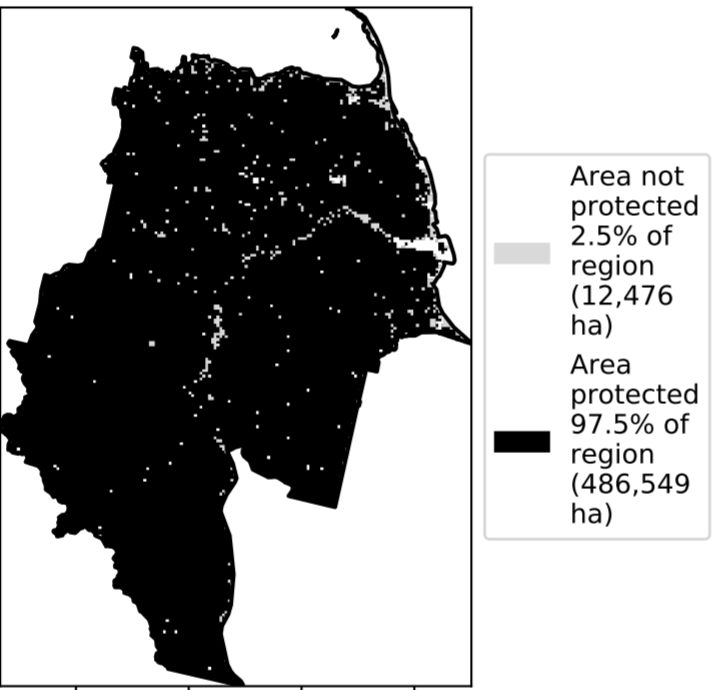 Area not
protected
2.5% of
region
(12,476
ha)
Area
protected
97.5% of
region
(486,549
ha)